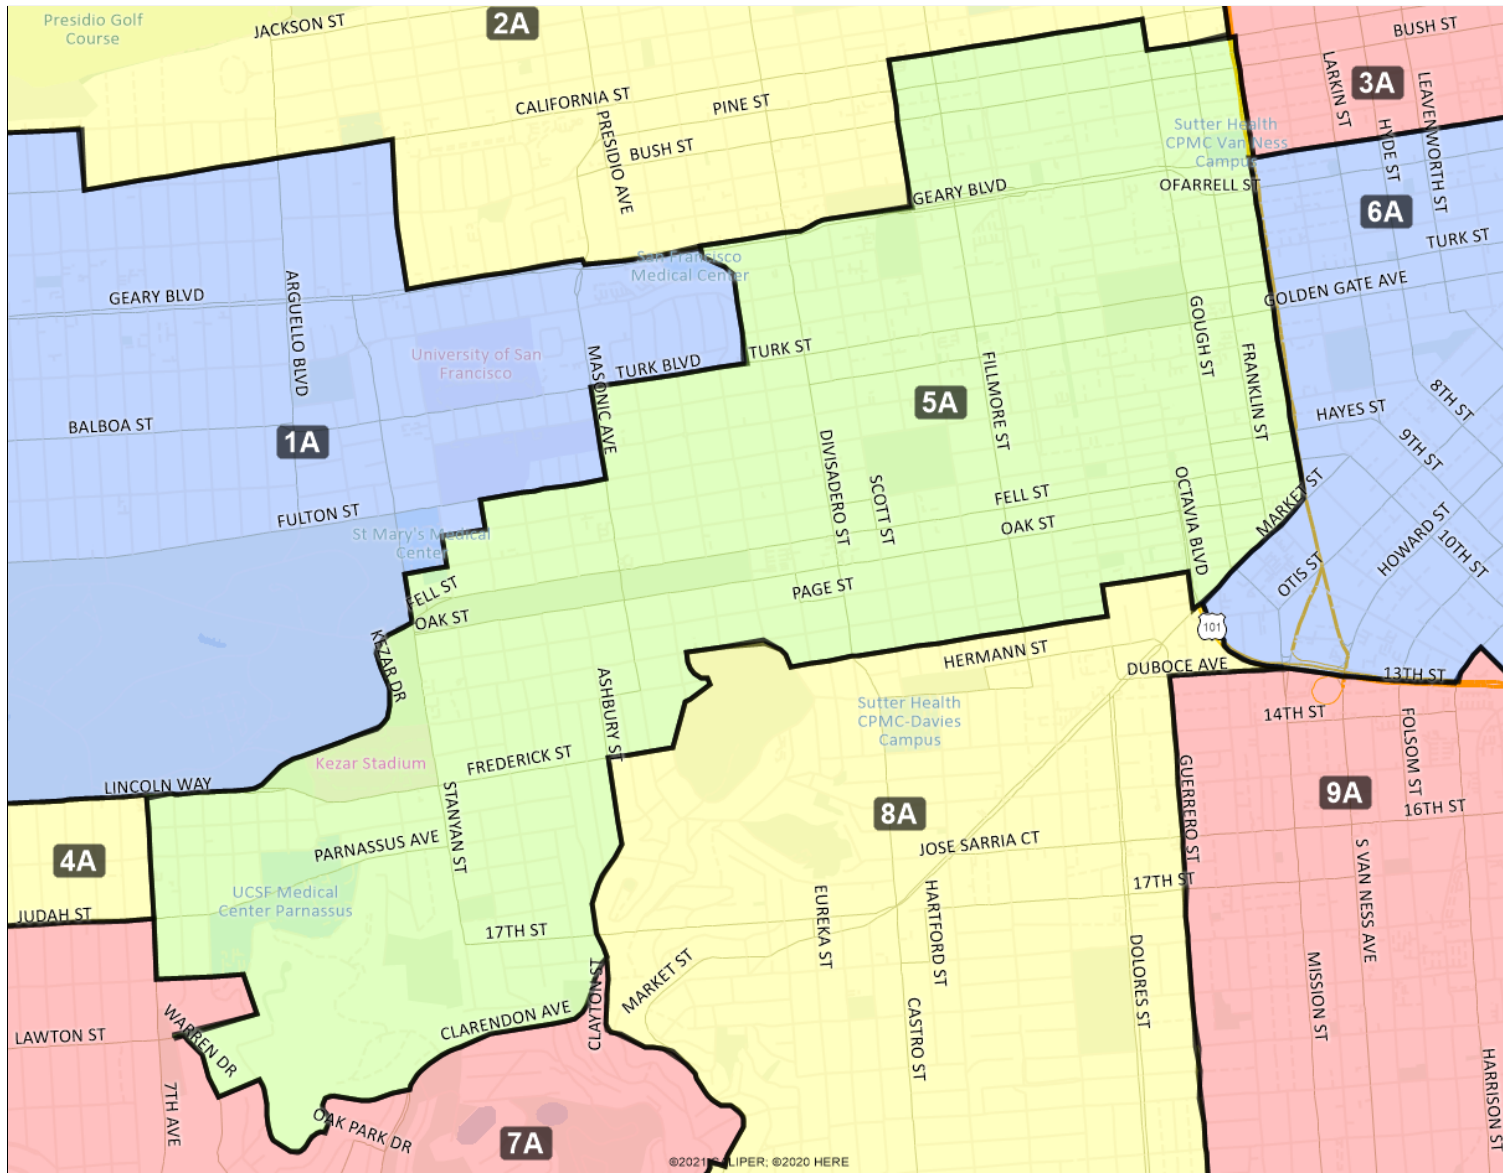 Presidio Golf
Course
JACKSON ST
2A
BUSH ST
3A
LARKIN ST
LEAVENWORTH ST
HYDE ST
CALIFORNIA ST
PINE ST
PRESIDIO AVE
BUSH ST
Sutter Health
CPMC Van Ness
Campus
OFARRELL ST
GEARY BLVD
6A
TURK ST
San Francisco
Medical Center
GEARY BLVD
ARGUELLO BLVD
GOLDEN GATE AVE
GOUGH ST
FRANKLIN ST
University of San
Francisco
MASONIC AVE
TURK BLVD
TURK ST
FILLMORE ST
5A
HAYES ST
8TH ST
9TH ST
BALBOA ST
1A
DIVISADERO ST
SCOTT ST
FELL ST
OAK ST
OCTAVIA BLVD
MARKET ST
HOWARD ST
10TH ST
FULTON ST
St Mary's Medical
Center
FELL ST
OAK ST
PAGE ST
OTIS ST
101
KEZAR DR
HERMANN ST
DUBOCE AVE
13TH ST
ASHBURY ST
Sutter Health
CPMC-Davies
Campus
14TH ST
FOLSOM ST
Kezar Stadium
FREDERICK ST
LINCOLN WAY
GUERRERO ST
9A
16TH ST
8A
STANYAN ST
PARNASSUS AVE
JOSE SARRIA CT
4A
S VAN NESS AVE
UCSF Medical
Center Parnassus
17TH ST
JUDAH ST
EUREKA ST
HARTFORD ST
17TH ST
DOLORES ST
MISSION ST
MARKET ST
CLAYTON ST
CLARENDON AVE
CASTRO ST
LAWTON ST
WARREN DR
7TH AVE
OAK PARK DR
7A
HARRISON ST
©2021 CALIPER; ©2020 HERE